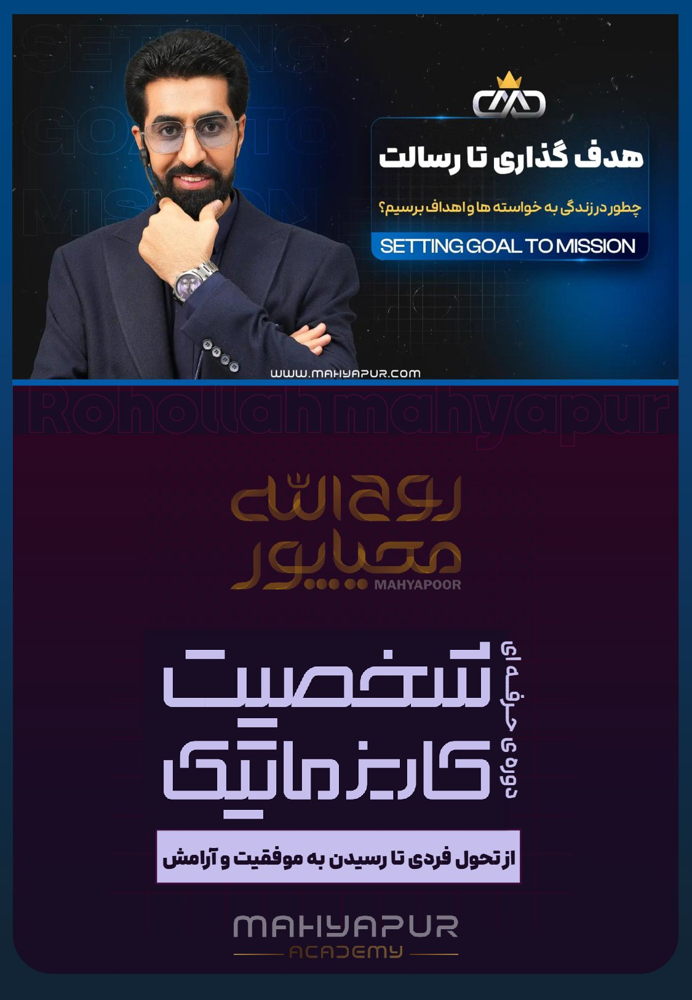 SETTING
GOAL TO
MISSION
هدف گذاری تا رسالت
چطور در زندگی به خواسته ها و اهداف برسیم؟
SETTING GOAL TO MISSION
WWW.MAHYAPUR.COM
Rohollah mahyapur
روح الله
محیاپور
MAHYAPOOR
دوره‌ی حرفه‌ای
شخصیت
کاریزماتیک
از تحول فردی تا رسیدن به موفقیت و آرامش
MAHYAPUR
ACADEMY